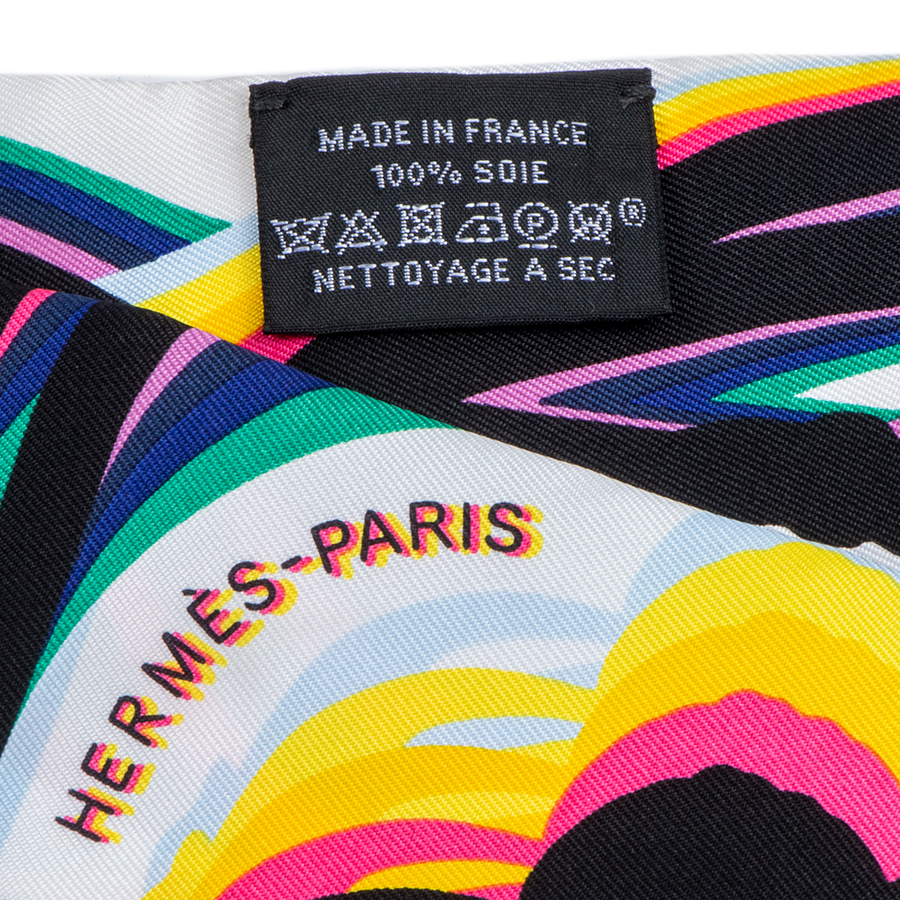 MADE IN FRANCE
100% SOIE
®
NETTOYAGE A SEC
HERMÈS-PARIS